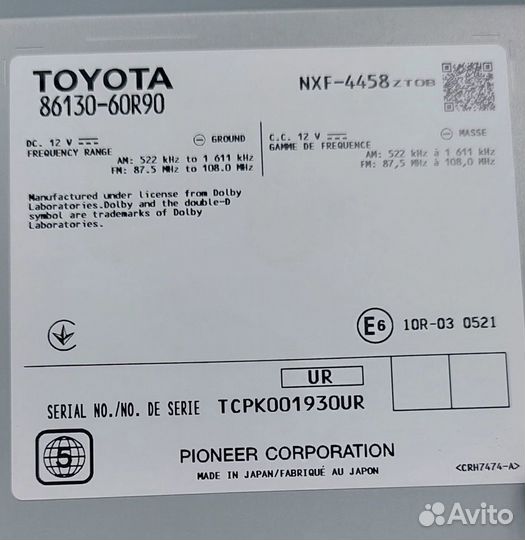 TOYOTA
86130-60R90
NXF-4458ZTOB
DC. 12 V
GROUND
FREQUENCY RANGE
AM: 522 kHz to 1 611 kHz
FM: 87.5 MHz to 108.0 MHz
C.C. 12 V
MASSE
GAMME DE FREQUENCE
AM: 522 kHz à 1 611 kHz
FM: 87,5 MHz à 108,0 MHz
Manufactured under license from Dolby
Laboratories.Dolby and the double-D
symbol are trademarks of Dolby
Laboratories.
E6 10R-03 0521
UR
SERIAL NO./NO. DE SERIE TCPK001930UR
5
PIONEER CORPORATION
MADE IN JAPAN/FABRIQUÉ AU JAPON
<CRH7474-A>
Avito